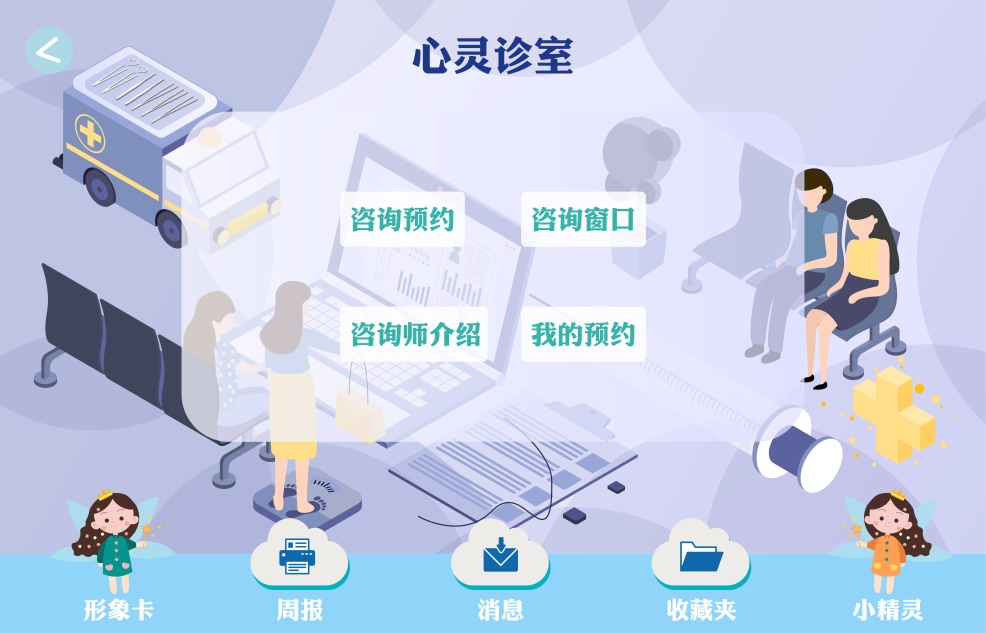 心灵诊室
咨询预约
咨询窗口
咨询师介绍
我的预约
形象卡
周报
消息
收藏夹
小精灵